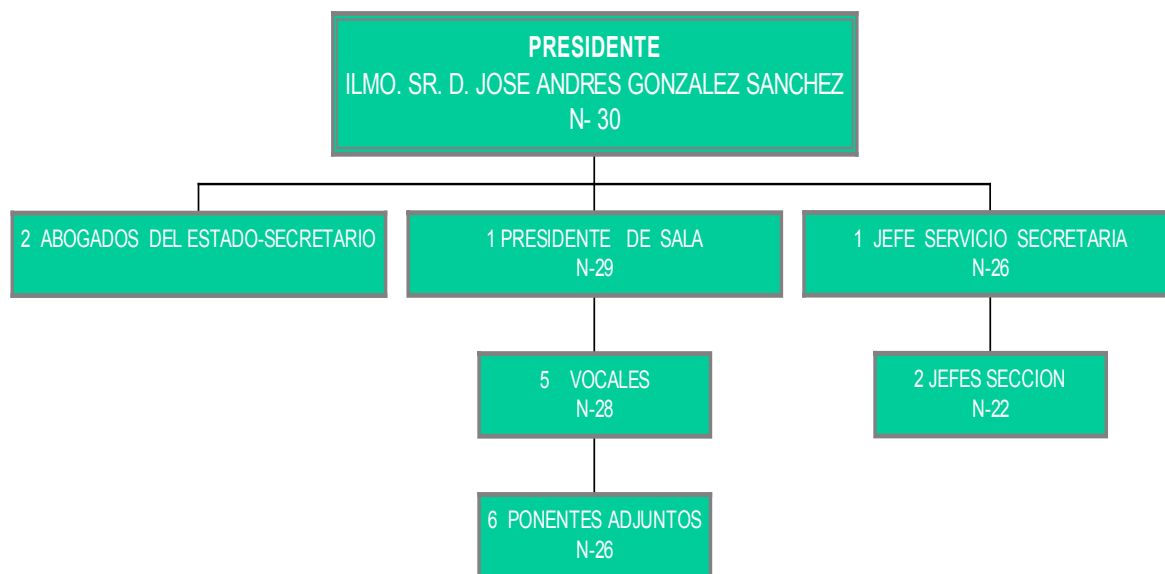 PRESIDENTE
ILMO. SR. D. JOSE ANDRES GONZALEZ SANCHEZ
N- 30
2 ABOGADOS DEL ESTADO-SECRETARIO
1 PRESIDENTE DE SALA
N-29
1 JEFE SERVICIO SECRETARIA
N-26
5 VOCALES
N-28
2 JEFES SECCION
N-22
6 PONENTES ADJUNTOS
N-26